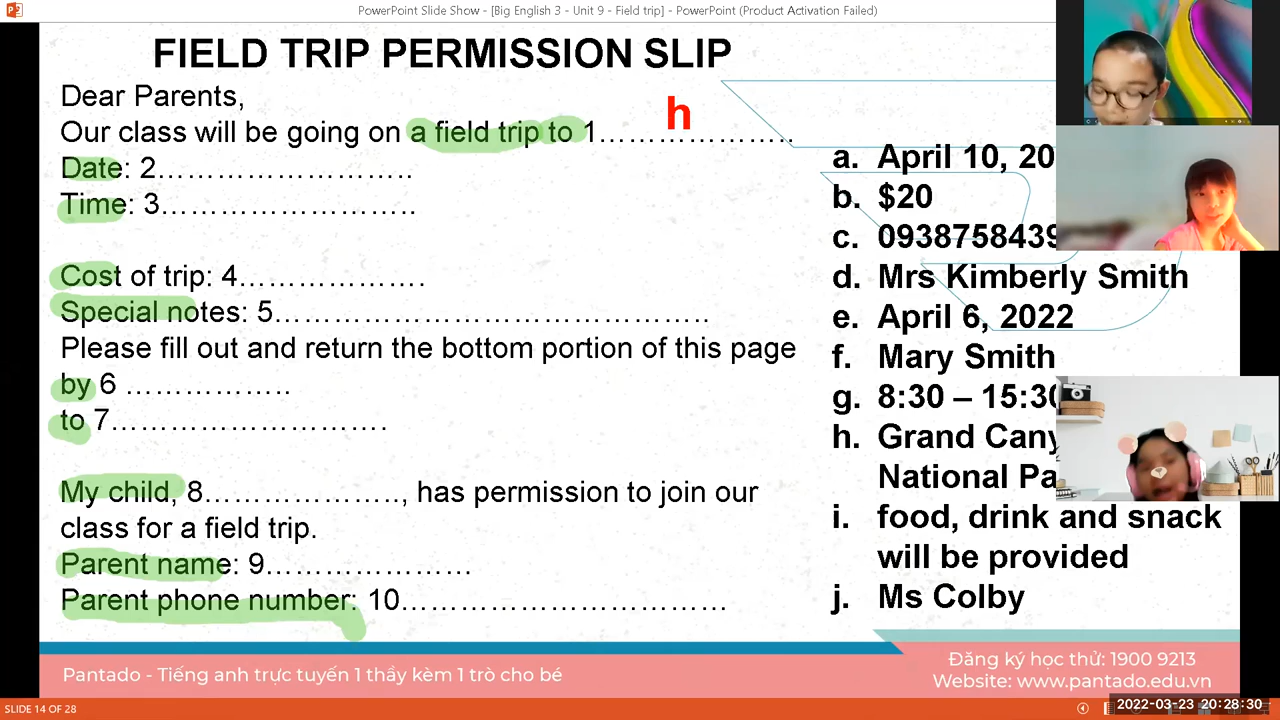 PowerPoint Slide Show - [Big English 3 - Unit 9 - Field trip] - PowerPoint (Product Activation Failed)
FIELD TRIP PERMISSION SLIP
Dear Parents,
h
Our class will be going on a field trip to 1…………………..
Date: 2……………………..
Time: 3……………………..
Cost of trip: 4……………….
Special notes: 5……………………………………..
Please fill out and return the bottom portion of this page
by 6 ……………..
to 7……………………….
My child, 8……………….., has permission to join our
class for a field trip.
Parent name: 9…………………
Parent phone number: 10……………………………
a. April 10, 20
b. $20
c. 0938758439
d. Mrs Kimberly Smith
e. April 6, 2022
f. Mary Smith
g. 8:30 – 15:30
h. Grand Cany
National Pa
i. food, drink and snack
will be provided
j. Ms Colby
Pantado - Tiếng anh trực tuyến 1 thầy kèm 1 trò cho bé
Đăng ký học thử: 1900 9213
Website: www.pantado.edu.vn
SLIDE 14 OF 28
2022-03-23 20:28:30